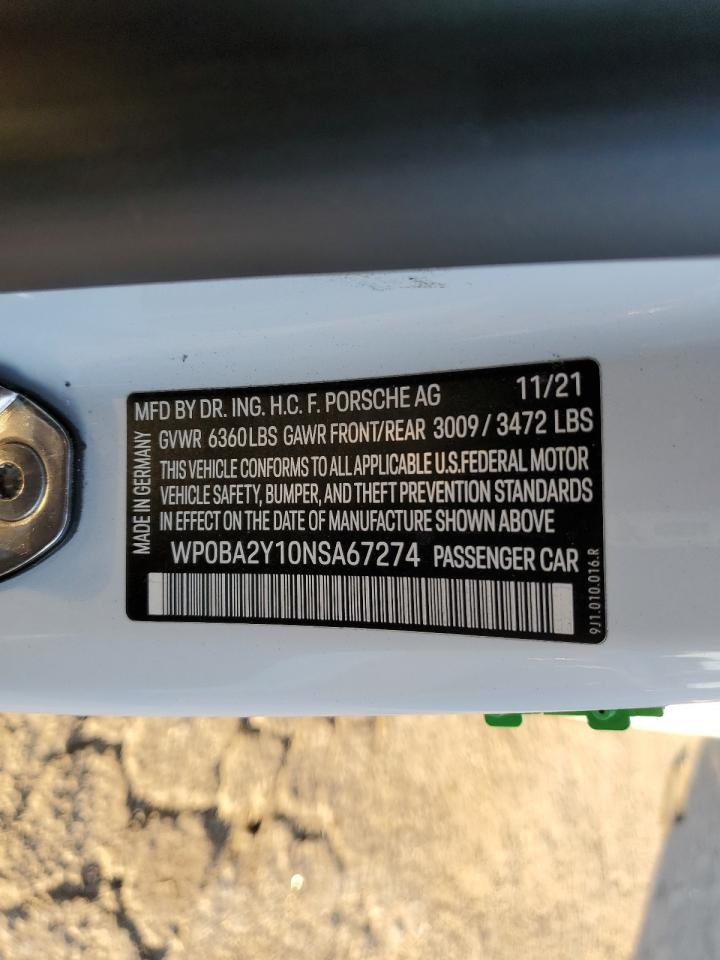 MFD BY DR. ING. H.C. F. PORSCHE AG 11/21
GVWR 6360 LBS GAWR FRONT/REAR 3009 / 3472 LBS
THIS VEHICLE CONFORMS TO ALL APPLICABLE U.S.FEDERAL MOTOR
VEHICLE SAFETY, BUMPER, AND THEFT PREVENTION STANDARDS
IN EFFECT ON THE DATE OF MANUFACTURE SHOWN ABOVE
WP0BA2Y10NSA67274 PASSENGER CAR
MADE IN GERMANY
9J1.010.016.R